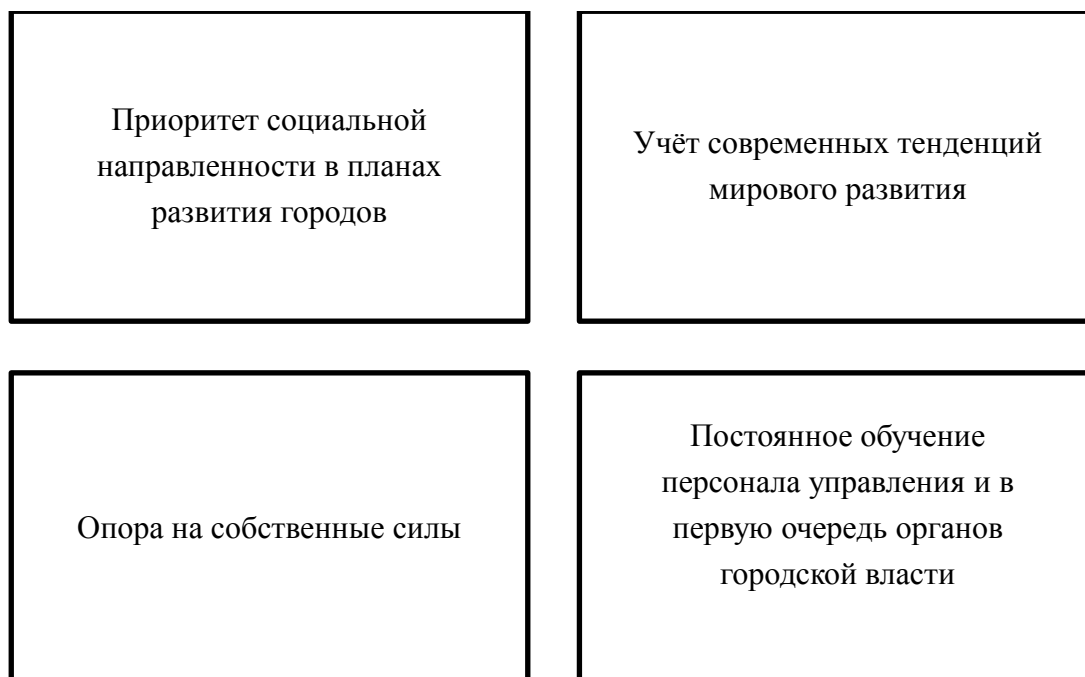 Приоритет социальной
направленности в планах
развития городов
Учёт современных тенденций
мирового развития
Опора на собственные силы
Постоянное обучение
персонала управления и в
первую очередь органов
городской власти